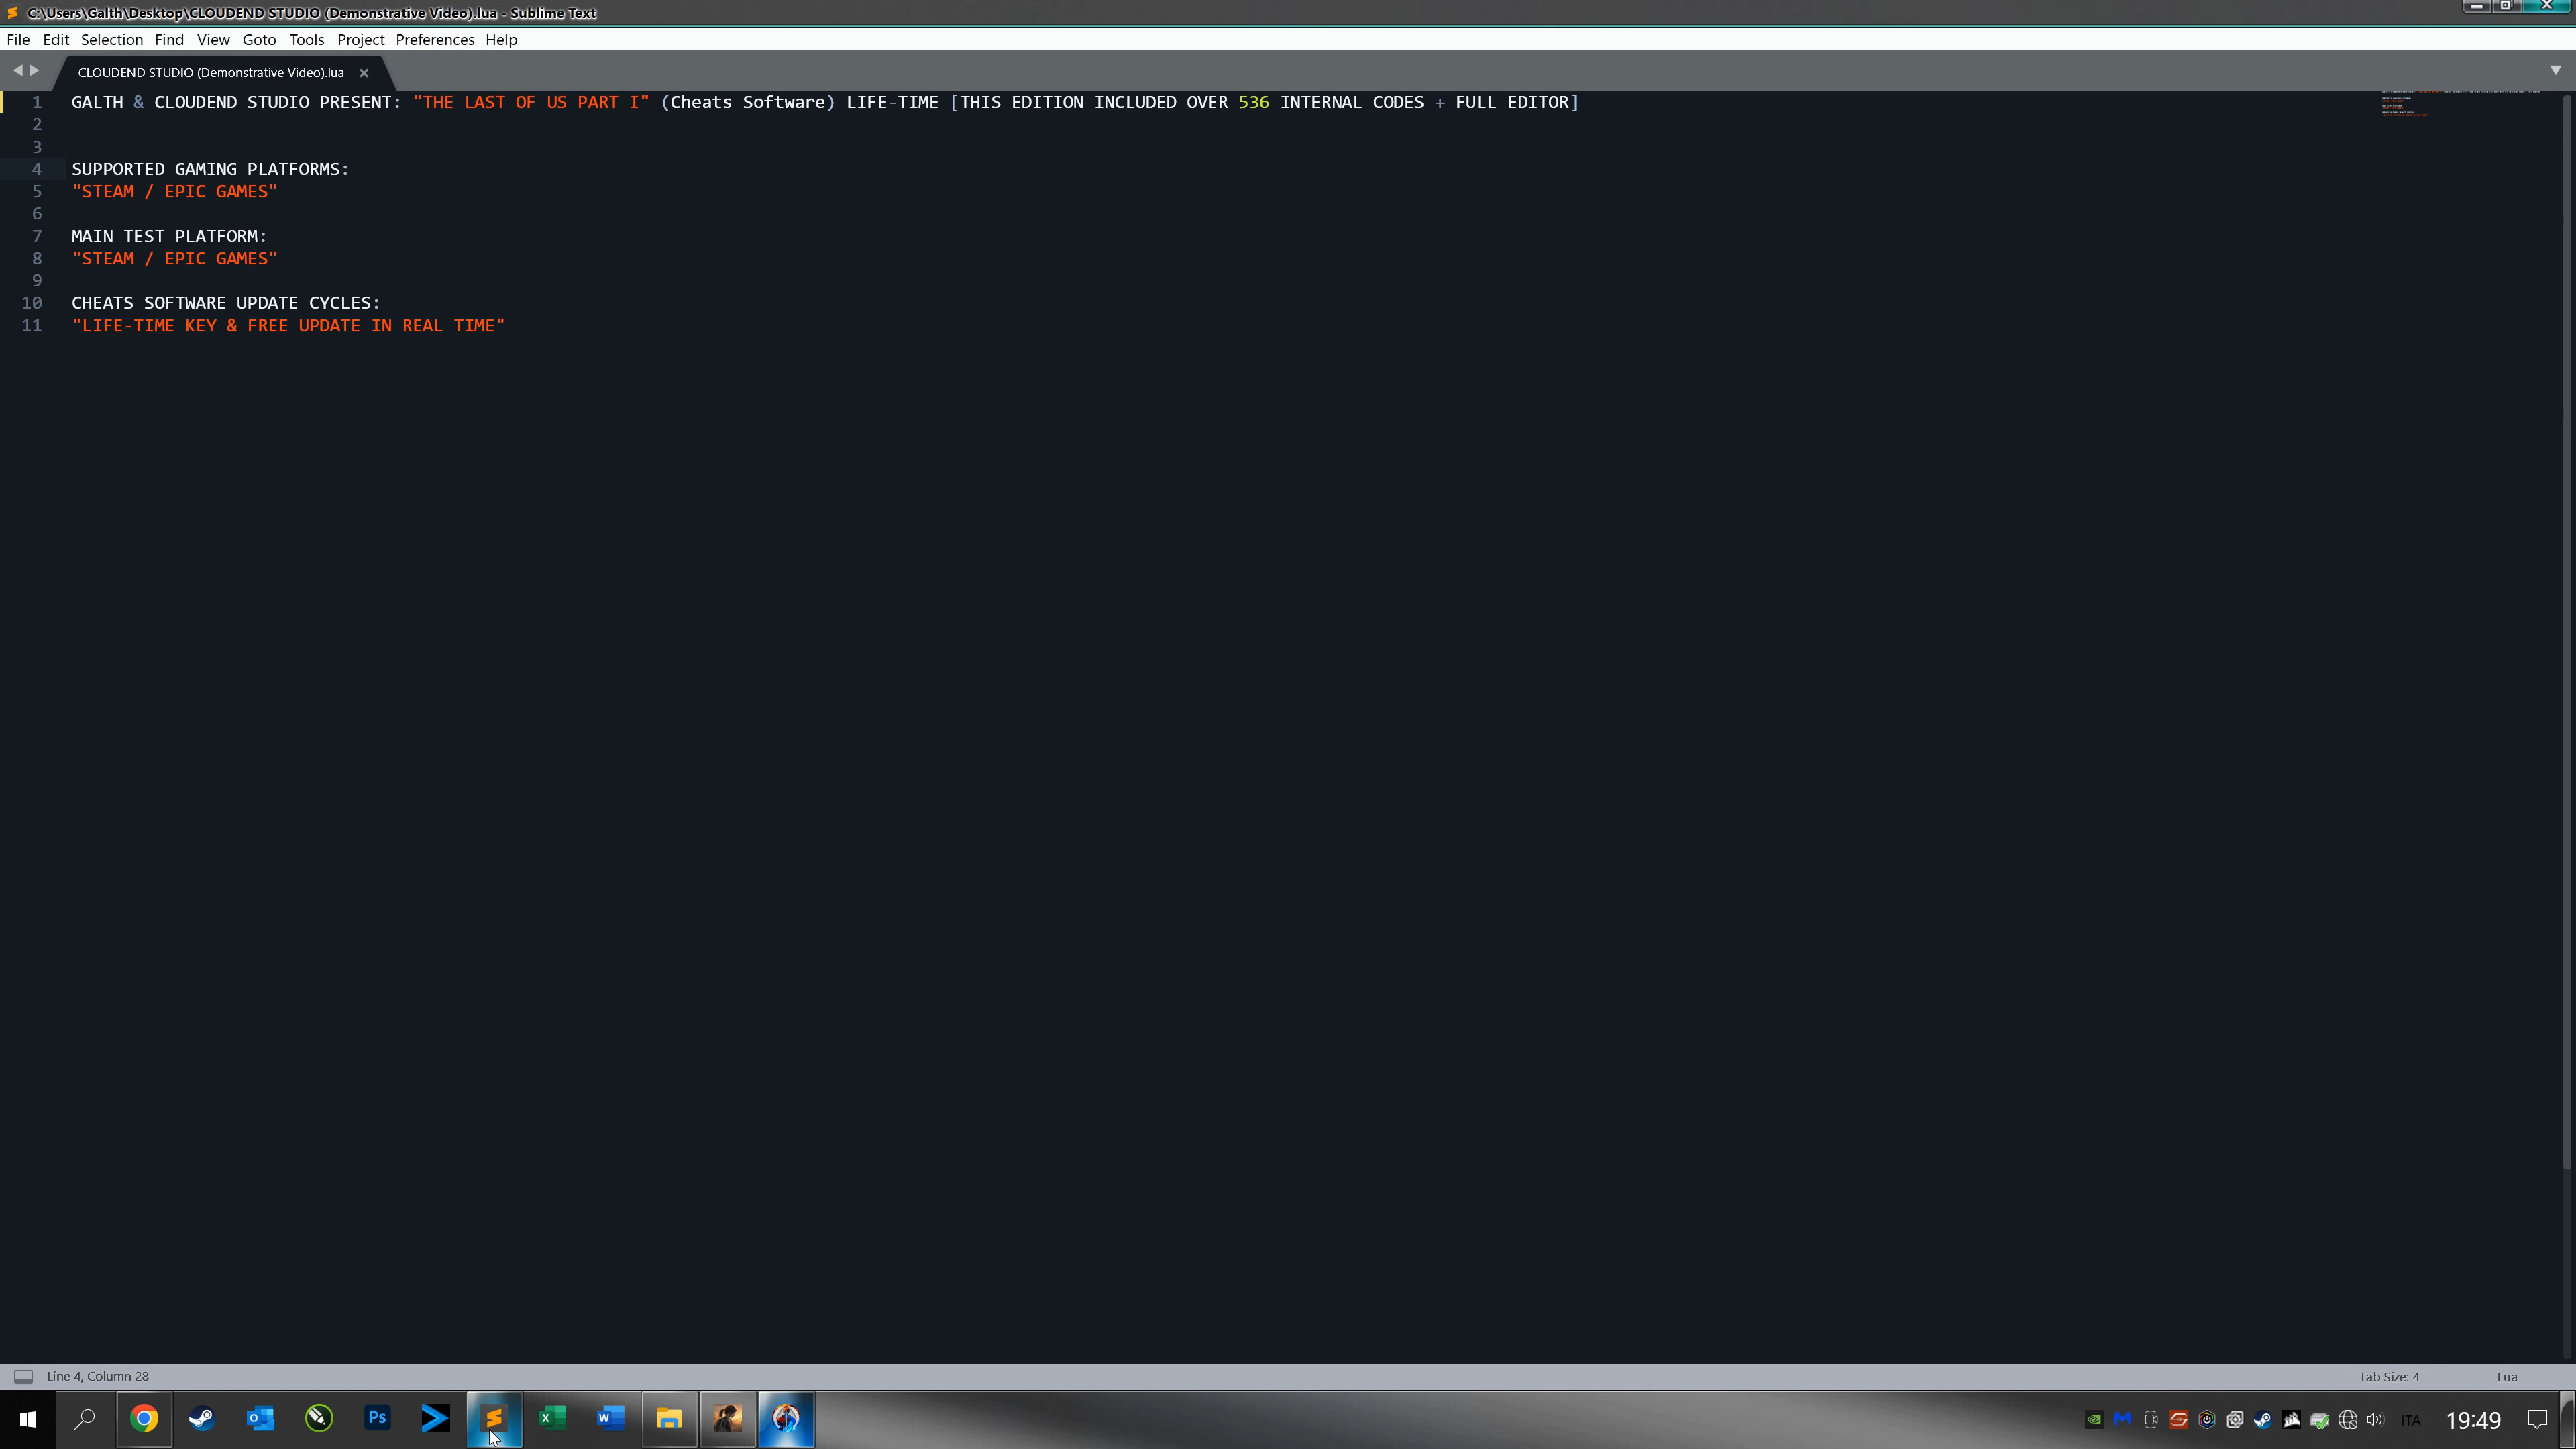 C:\Users\Galth\Desktop\CLOUDEND STUDIO (Demonstrative Video).lua - Sublime Text
File Edit Selection Find View Goto Tools Project Preferences Help
CLOUDEND STUDIO (Demonstrative Video).lua
1 GALTH & CLOUDEND STUDIO PRESENT: "THE LAST OF US PART I" (Cheats Software) LIFE-TIME [THIS EDITION INCLUDED OVER 536 INTERNAL CODES + FULL EDITOR]
2
3
4 SUPPORTED GAMING PLATFORMS:
5 "STEAM / EPIC GAMES"
6
7 MAIN TEST PLATFORM:
8 "STEAM / EPIC GAMES"
9
10 CHEATS SOFTWARE UPDATE CYCLES:
11 "LIFE-TIME KEY & FREE UPDATE IN REAL TIME"
Line 4, Column 28 Tab Size: 4 Lua
Ps ITA 19:49